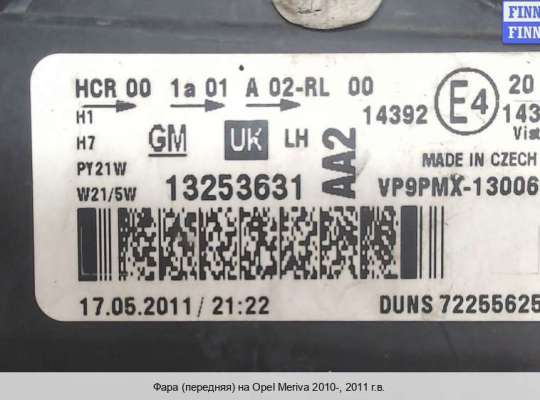 FINN
FINN
HCR 00 1a 01 A 02-RL 00
H1
H7
PY21W
W21/5W
GM UK LH AA2
14392 E4 20
143
Vist
MADE IN CZECH
13253631 VP9PMX-13006
17.05.2011/ 21:22 DUNS 72255625
Фара (передняя) на Opel Meriva 2010-, 2011 г.в.